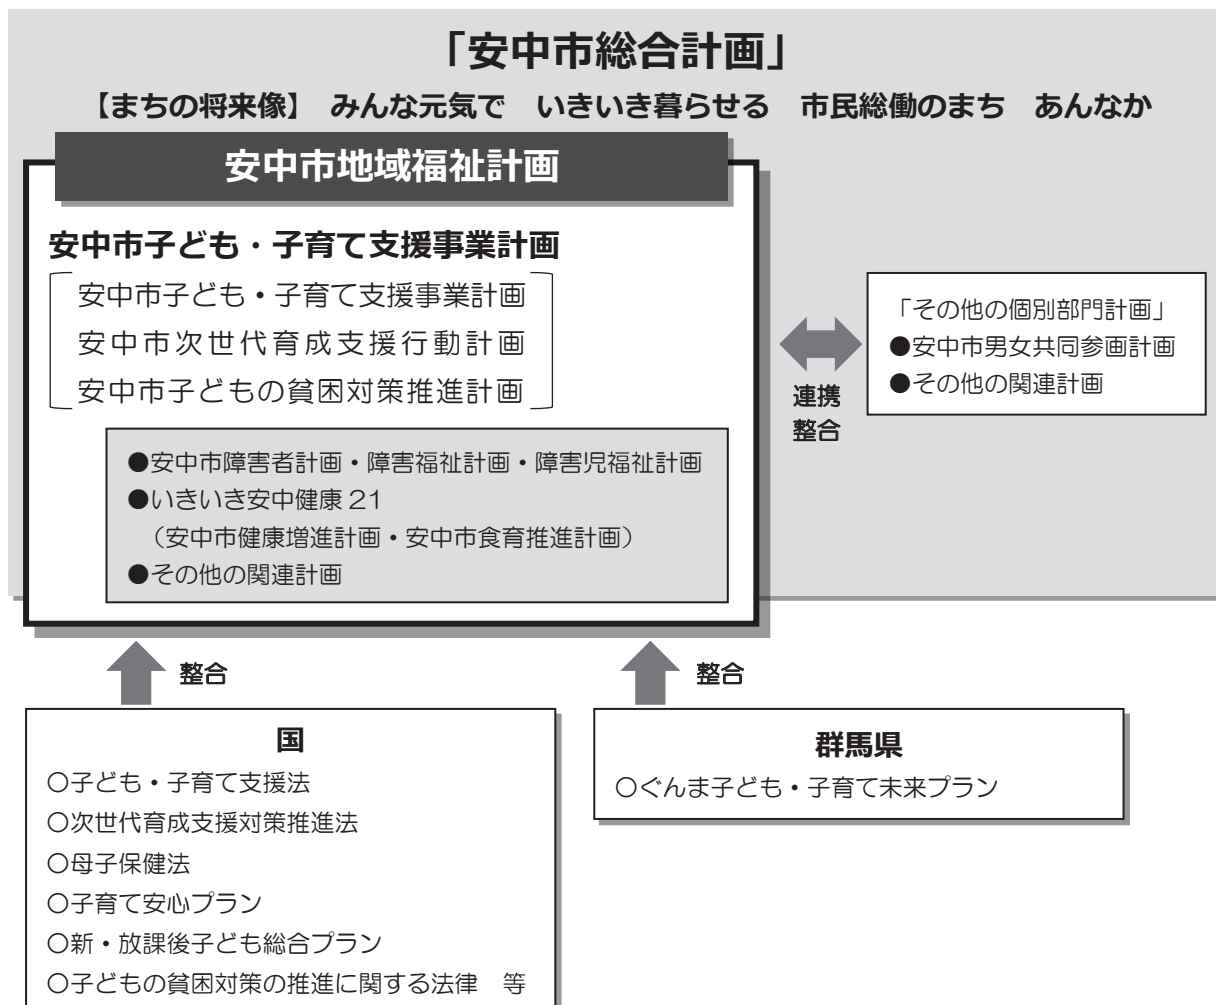 「安中市総合計画」
【まちの将来像】　みんな元気で　いきいき暮らせる　市民総働のまち　あんなか
安中市地域福祉計画
安中市子ども・子育て支援事業計画
安中市子ども・子育て支援事業計画
安中市次世代育成支援行動計画
安中市子どもの貧困対策推進計画
●安中市障害者計画・障害福祉計画・障害児福祉計画
●いきいき安中健康 21
（安中市健康増進計画・安中市食育推進計画）
●その他の関連計画
連携
整合
「その他の個別部門計画」
●安中市男女共同参画計画
●その他の関連計画
整合
整合
国
○子ども・子育て支援法
○次世代育成支援対策推進法
○母子保健法
○子育て安心プラン
○新・放課後子ども総合プラン
○子どもの貧困対策の推進に関する法律　等
群馬県
○ぐんま子ども・子育て未来プラン